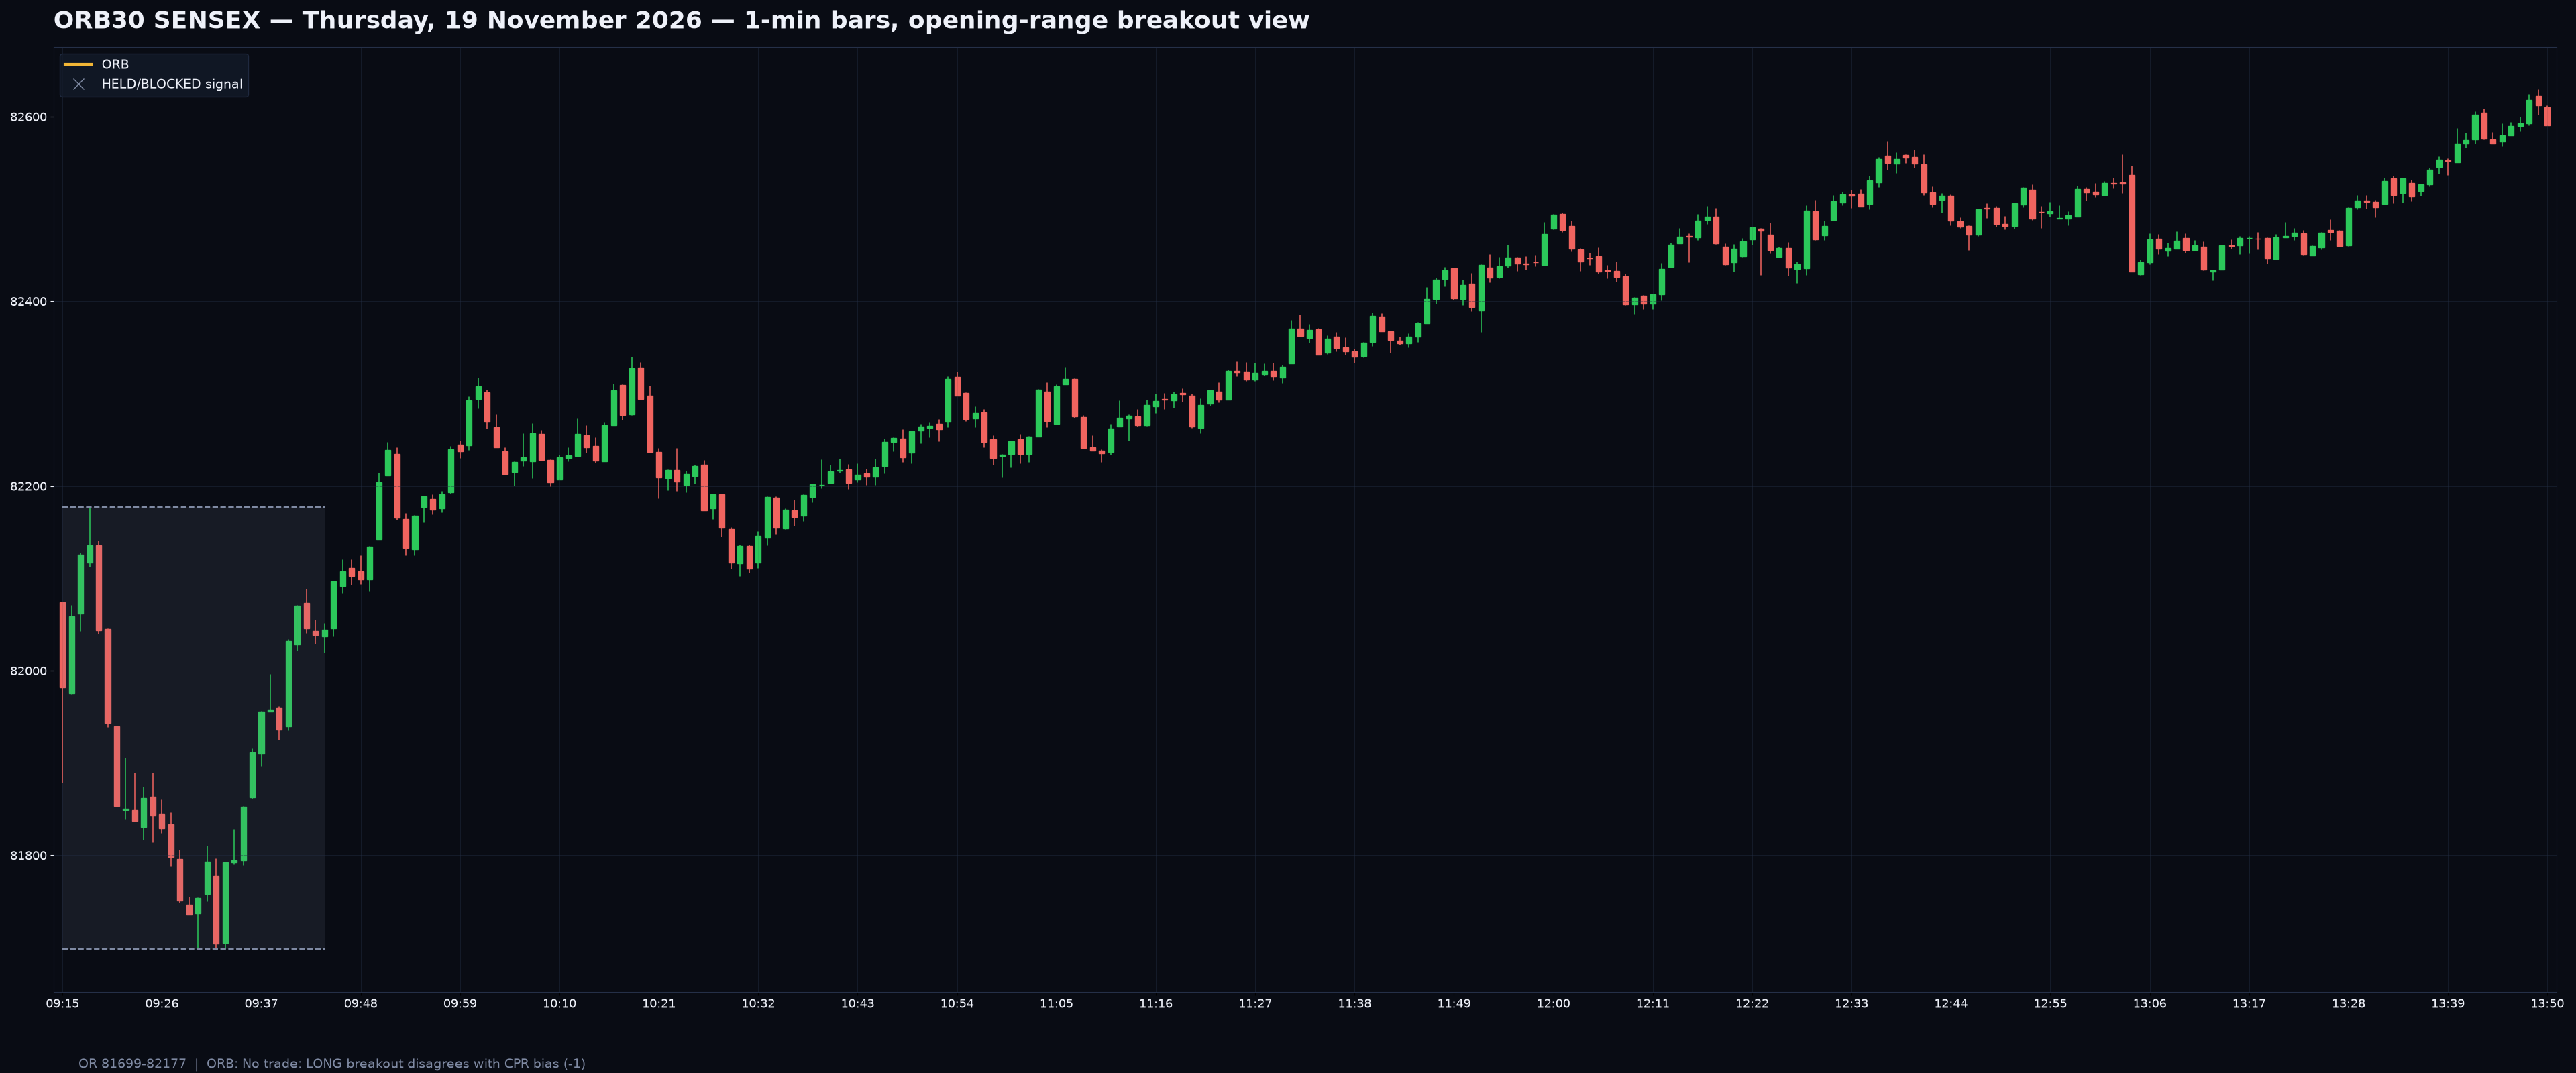 ORB30 SENSEX — Thursday, 19 November 2026 — 1-min bars, opening-range breakout view
ORB
HELD/BLOCKED signal
82600
82400
82200
82000
81800
09:15 09:26 09:37 09:48 09:59 10:10 10:21 10:32 10:43 10:54 11:05 11:16 11:27 11:38 11:49 12:00 12:11 12:22 12:33 12:44 12:55 13:06 13:17 13:28 13:39 13:50
OR 81699-82177 | ORB: No trade: LONG breakout disagrees with CPR bias (-1)